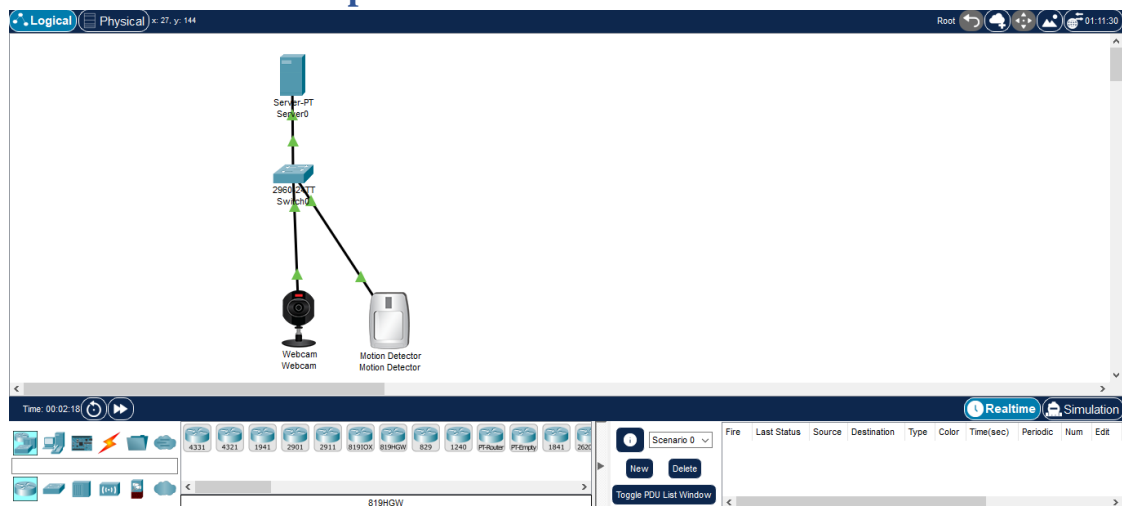 Logical Physical x: 27, y: 144 Root 01:11:30
Server-PT
Server0
2960-24TT
Switch0
Webcam
Webcam
Motion Detector
Motion Detector
Time: 00:02:18 Realtime Simulation
4331 4321 1941 2901 2911 819IOX 819HGW 829 1240 PT-Router PT-Empty 1841 2620
Scenario 0
New Delete
Toggle PDU List Window
Fire Last Status Source Destination Type Color Time(sec) Periodic Num Edit
819HGW